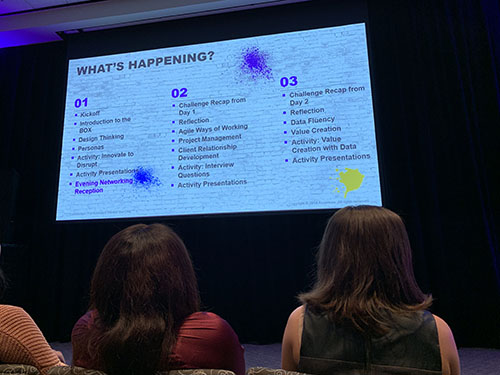 WHAT'S HAPPENING?
01
Kickoff
Introduction to the
BOX
Design Thinking
Personas
Activity: Innovate to
Disrupt
Activity Presentations
Evening Networking
Reception
02
Challenge Recap from
Day 1
Reflection
Agile Ways of Working
Project Management
Client Relationship
Development
Activity: Interview
Questions
Activity Presentations
03
Challenge Recap from
Day 2
Reflection
Data Fluency
Value Creation
Activity: Value
Creation with Data
Activity Presentations